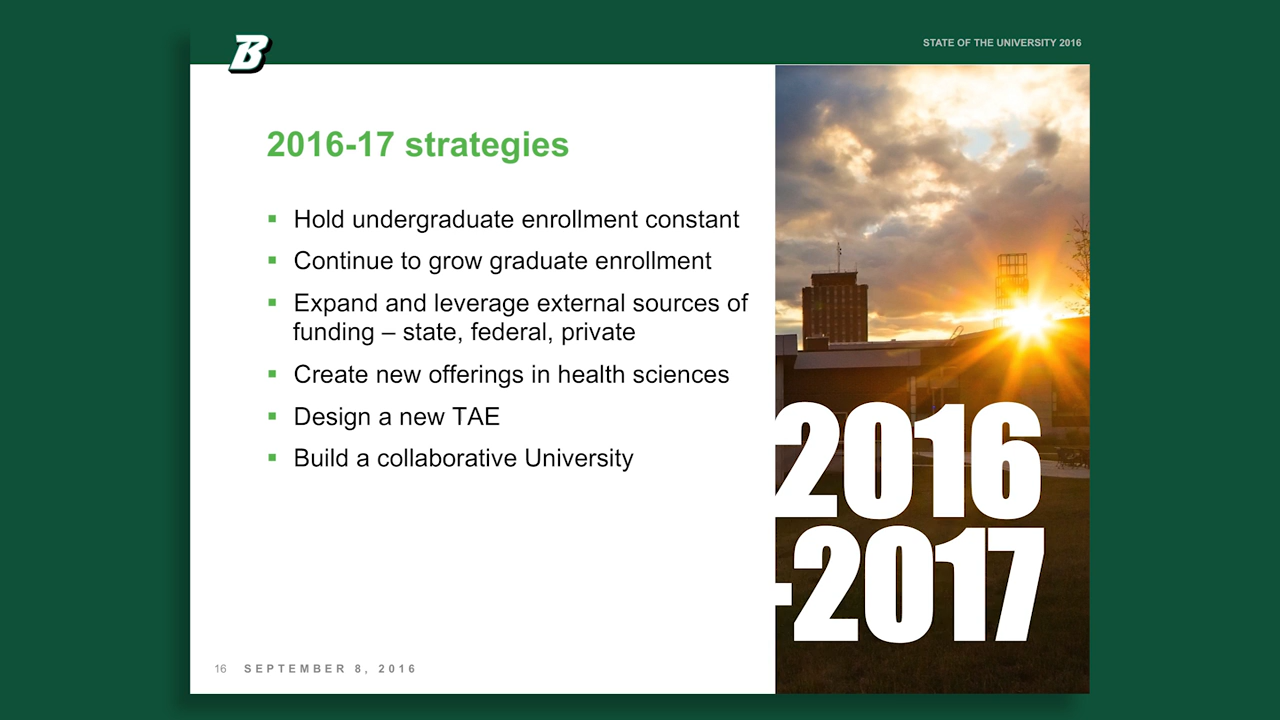 B
STATE OF THE UNIVERSITY 2016
2016-17 strategies
▪ Hold undergraduate enrollment constant
▪ Continue to grow graduate enrollment
▪ Expand and leverage external sources of
funding – state, federal, private
▪ Create new offerings in health sciences
▪ Design a new TAE
▪ Build a collaborative University
2016
-2017
16 SEPTEMBER 8, 2016